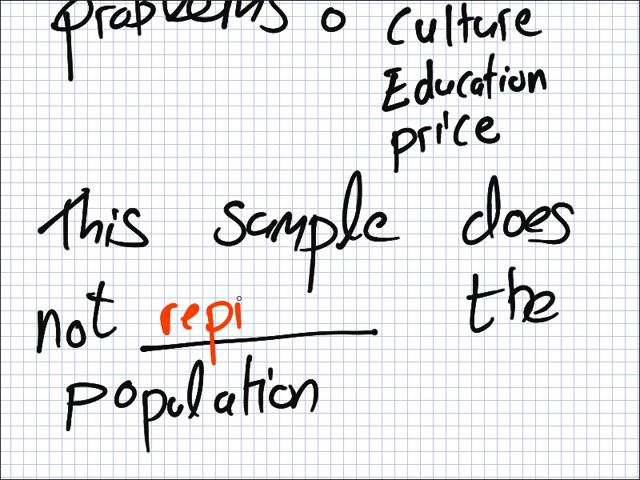 problems o Culture
Education
price
This sample does
not repi the
population